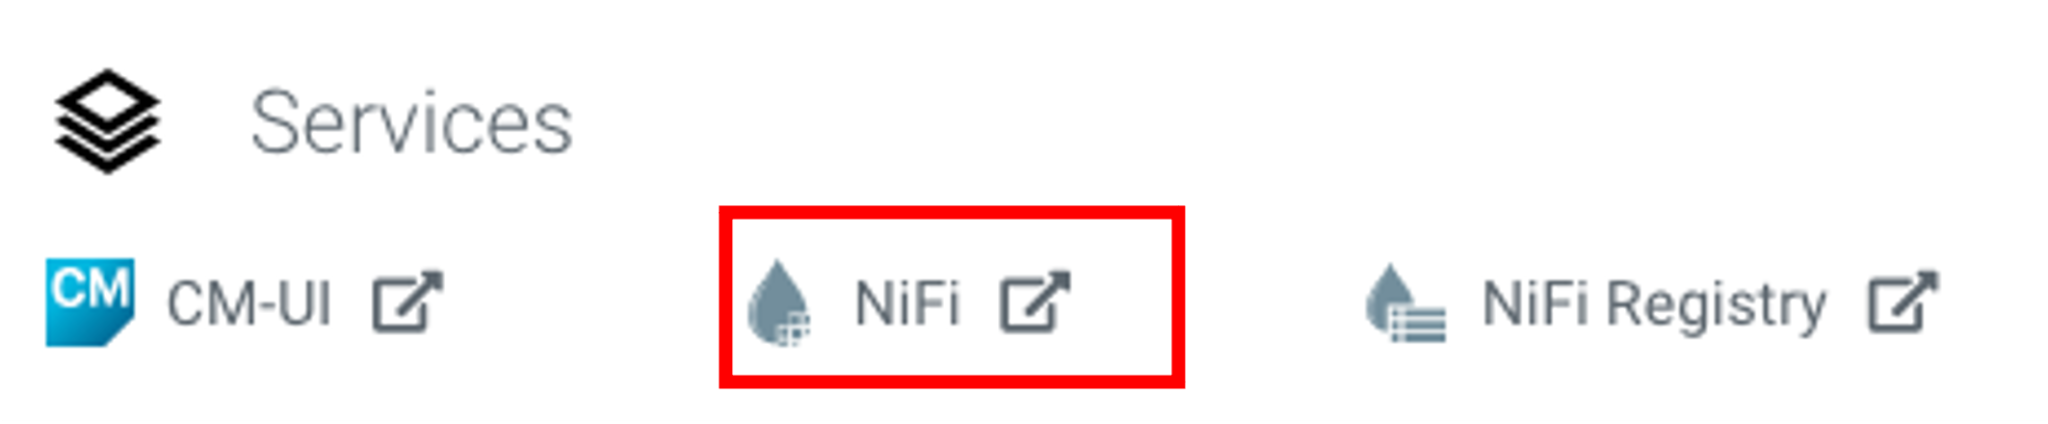 Services
CM CM-UI NiFi NiFi Registry